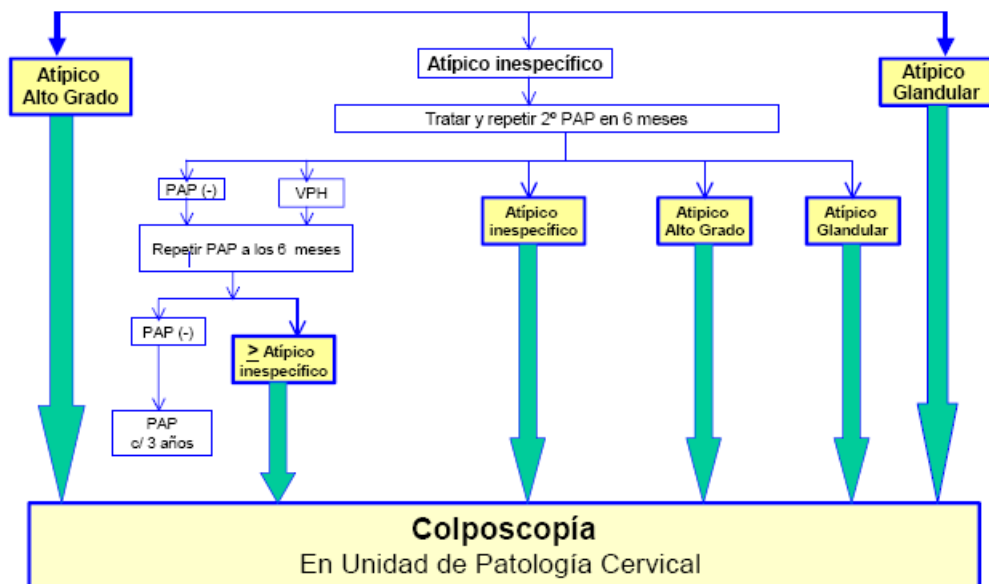 Atípico
Alto Grado
Atípico inespecífico
Atípico
Glandular
Tratar y repetir 2º PAP en 6 meses
PAP (-)
VPH
Atípico
inespecífico
Atipico
Alto Grado
Atípico
Glandular
Repetir PAP a los 6 meses
PAP (-)
≥ Atípico
inespecífico
PAP
c/ 3 años
Colposcopía
En Unidad de Patología Cervical